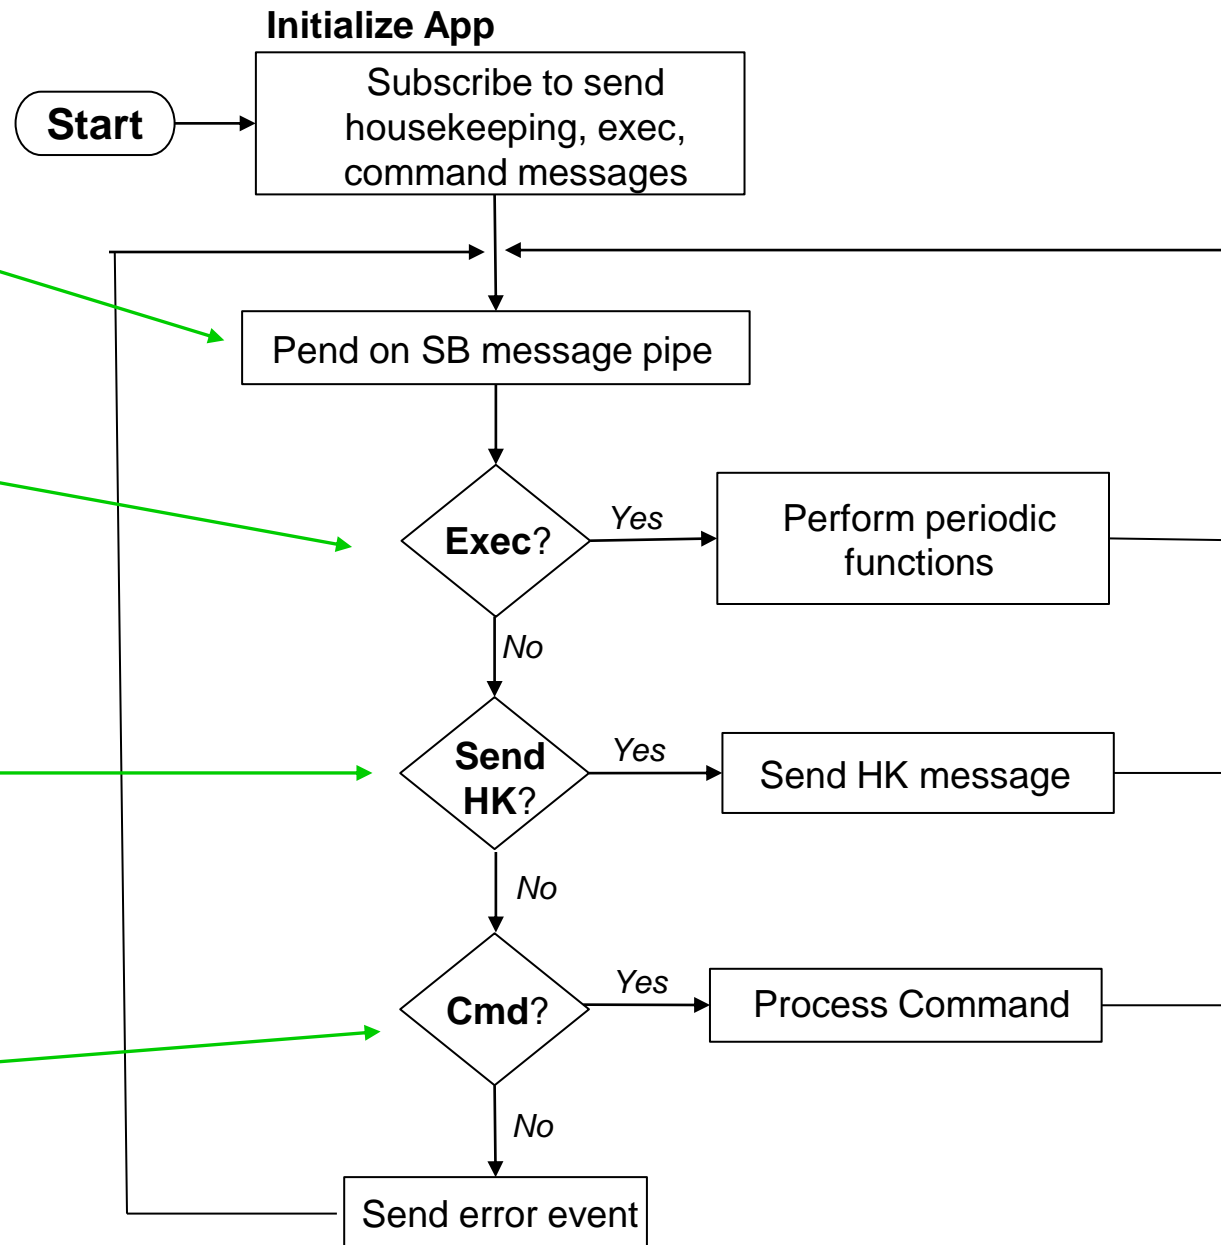 Initialize App
Subscribe to send
housekeeping, exec,
command messages
Start
Pend on SB message pipe
Exec?
Yes
Perform periodic
functions
No
Send
HK?
Yes
Send HK message
No
Cmd?
Yes
Process Command
No
Send error event